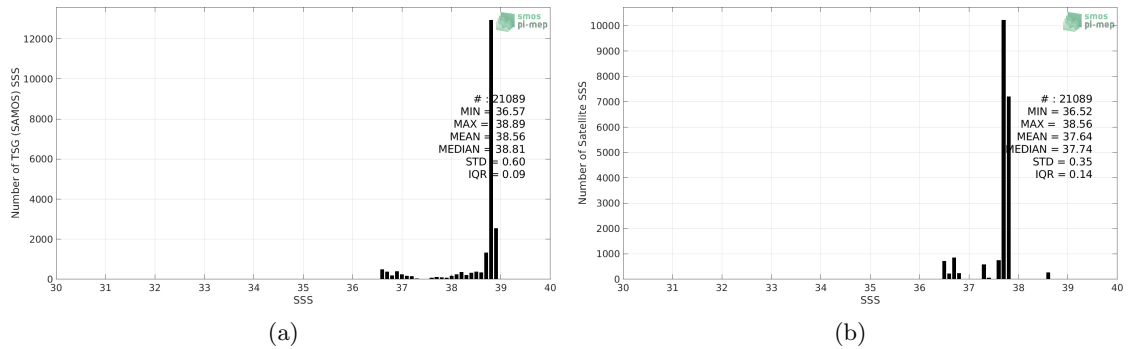 smos
pi-mep
Number of TSG (SAMOS) SSS
12000
10000
8000
6000
4000
2000
0
# : 21089
MIN = 36.57
MAX = 38.89
MEAN = 38.56
MEDIAN = 38.81
STD = 0.60
IQR = 0.09
30 31 32 33 34 35 36 37 38 39 40
SSS
(a)
smos
pi-mep
Number of Satellite SSS
10000
9000
8000
7000
6000
5000
4000
3000
2000
1000
0
# : 21089
MIN = 36.52
MAX = 38.56
MEAN = 37.64
MEDIAN = 37.74
STD = 0.35
IQR = 0.14
30 31 32 33 34 35 36 37 38 39 40
SSS
(b)